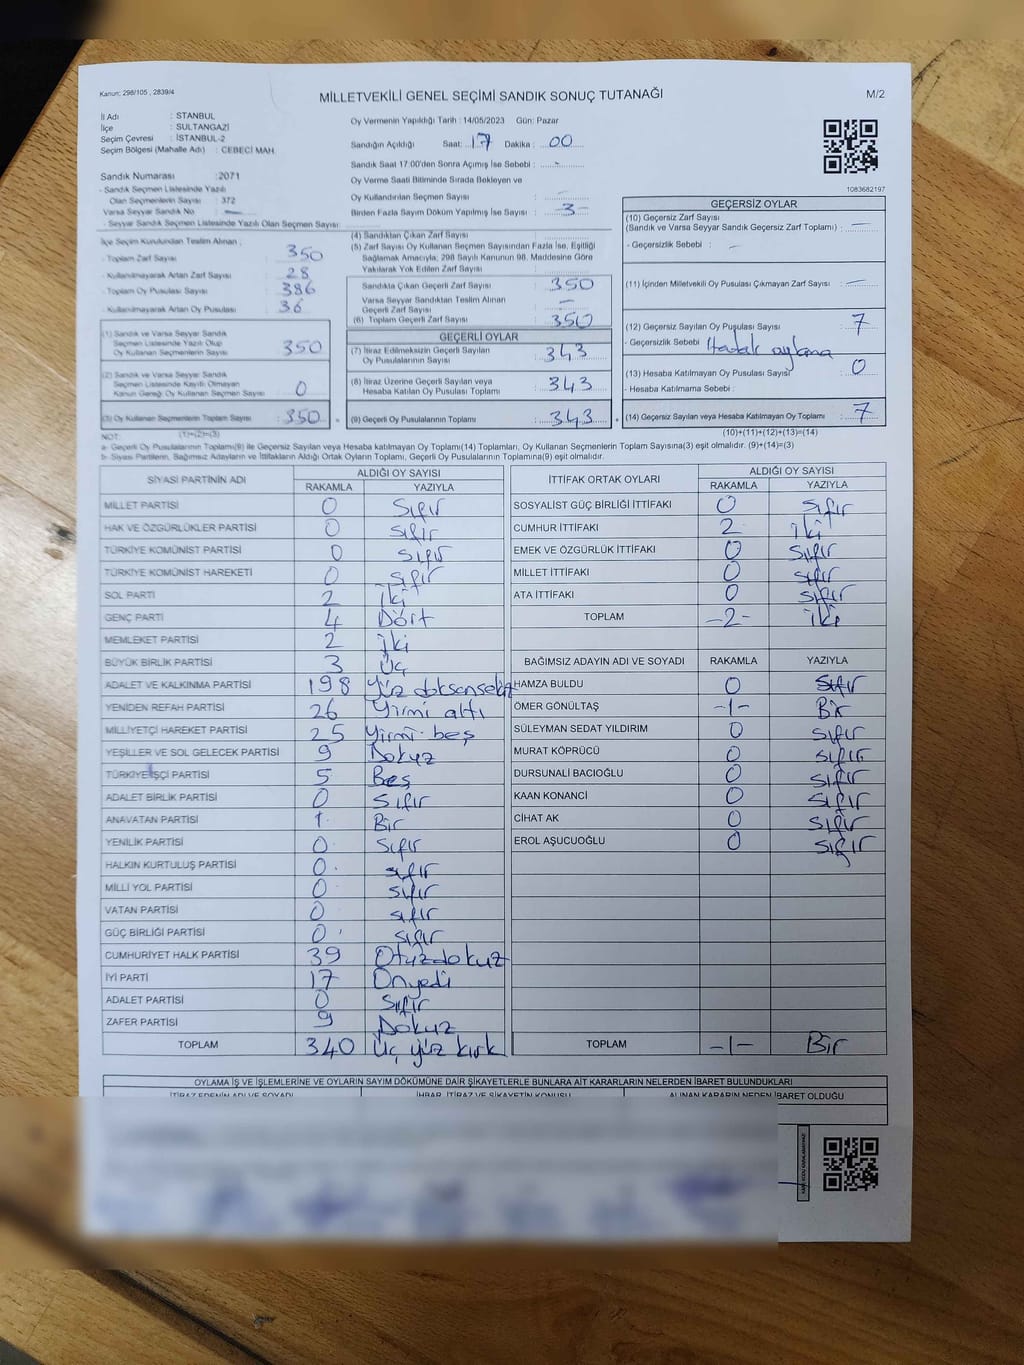 Kanun: 298/105 , 2839/4
MİLLETVEKİLİ GENEL SEÇİMİ SANDIK SONUÇ TUTANAĞI
M/2
İl Adı : STANBUL
İlçe : SULTANGAZİ
Seçim Çevresi : İSTANBUL-2
Seçim Bölgesi (Mahalle Adı) : CEBECİ MAH.
Sandık Numarası :2071
- Sandık Seçmen Listesinde Yazılı
Olan Seçmenlerin Sayısı : 372
Varsa Seyyar Sandık No : —
- Seyyar Sandık Seçmen Listesinde Yazılı Olan Seçmen Sayısı:
Oy Vermenin Yapıldığı Tarih : 14/05/2023 Gün: Pazar
Sandığın Açıldığı Saat: 17 Dakika : 00
Sandık Saat 17:00'den Sonra Açımış İse Sebebi : -
Oy Verme Saati Bitiminde Sırada Bekleyen ve
Oy Kullandırılan Seçmen Sayısı : -
Birden Fazla Sayım Döküm Yapılmış İse Sayısı : -3-
1083682197
İlçe Seçim Kurulundan Teslim Alınan ;
- Toplam Zarf Sayısı : 350
- Kullanılmayarak Artan Zarf Sayısı : 28
- Toplam Oy Pusulası Sayısı : 386
- Kullanılmayarak Artan Oy Pusulası : 36
(1) Sandık ve Varsa Seyyar Sandık
Seçmen Listesinde Yazılı Olup
Oy Kullanan Seçmenlerin Sayısı 350
(2) Sandık ve Varsa Seyyar Sandık
Seçmen Listesinde Kayıtlı Olmayan
Kanun Gereği Oy Kullanan Seçmen Sayısı 0
(3) Oy Kullanan Seçmenlerin Toplam Sayısı : 350
(1)+(2)=(3)
(4) Sandıktan Çıkan Zarf Sayısı :
(5) Zarf Sayısı Oy Kullanan Seçmen Sayısından Fazla İse, Eşitliği
Sağlamak Amacıyla; 298 Sayılı Kanunun 98. Maddesine Göre
Yakılarak Yok Edilen Zarf Sayısı :
Sandıkta Çıkan Geçerli Zarf Sayısı : 350
Varsa Seyyar Sandıktan Teslim Alınan
Geçerli Zarf Sayısı : —
(6) Toplam Geçerli Zarf Sayısı : 350
GEÇERLİ OYLAR
(7) İtiraz Edilmeksizin Geçerli Sayılan
Oy Pusulalarının Sayısı : 343
(8) İtiraz Üzerine Geçerli Sayılan veya
Hesaba Katılan Oy Pusulası Toplamı : 343
(9) Geçerli Oy Pusulalarının Toplamı : 343
GEÇERSİZ OYLAR
(10) Geçersiz Zarf Sayısı
(Sandık ve Varsa Seyyar Sandık Geçersiz Zarf Toplamı) : —
- Geçersizlik Sebebi : —
(11) İçinden Milletvekili Oy Pusulası Çıkmayan Zarf Sayısı : —
(12) Geçersiz Sayılan Oy Pusulası Sayısı : 7
- Geçersizlik Sebebi : Hatalı oylama
(13) Hesaba Katılmayan Oy Pusulası Sayısı : 0
- Hesaba Katılmama Sebebi :
(14) Geçersiz Sayılan veya Hesaba Katılmayan Oy Toplamı : 7
(10)+(11)+(12)+(13)=(14)
NOT:
a- Geçerli Oy Pusulalarının Toplamı(9) ile Geçersiz Sayılan veya Hesaba Katılmayan Oy Toplamı(14) Toplamları, Oy Kullanan Seçmenlerin Toplam Sayısına(3) eşit olmalıdır. (9)+(14)=(3)
b- Siyasi Partilerin, Bağımsız Adayların ve İttifakların Aldığı Ortak Oyların Toplamı, Geçerli Oy Pusulalarının Toplamına(9) eşit olmalıdır.
SİYASİ PARTİNİN ADI ALDIĞI OY SAYISI
RAKAMLA YAZIYLA
MİLLET PARTİSİ 0 Sıfır
HAK VE ÖZGÜRLÜKLER PARTİSİ 0 sıfır
TÜRKİYE KOMÜNİST PARTİSİ 0 sıfır
TÜRKİYE KOMÜNİST HAREKETİ 0 sıfır
SOL PARTİ 2 iki
GENÇ PARTİ 4 Dört
MEMLEKET PARTİSİ 2 iki
BÜYÜK BİRLİK PARTİSİ 3 Üç
ADALET VE KALKINMA PARTİSİ 198 Yüz doksansekiz
YENİDEN REFAH PARTİSİ 26 Yirmi altı
MİLLİYETÇİ HAREKET PARTİSİ 25 Yirmi beş
YEŞİLLER VE SOL GELECEK PARTİSİ 9 Dokuz
TÜRKİYE İŞÇİ PARTİSİ 5 Beş
ADALET BİRLİK PARTİSİ 0 Sıfır
ANAVATAN PARTİSİ 1 Bir
YENİLİK PARTİSİ 0 Sıfır
HALKIN KURTULUŞ PARTİSİ 0 sıfır
MİLLİ YOL PARTİSİ 0 sıfır
VATAN PARTİSİ 0 sıfır
GÜÇ BİRLİĞİ PARTİSİ 0 sıfır
CUMHURİYET HALK PARTİSİ 39 Otuzdokuz
İYİ PARTİ 17 Onyedi
ADALET PARTİSİ 0 Sıfır
ZAFER PARTİSİ 9 Dokuz
TOPLAM 340 Üç yüz kırk
İTTİFAK ORTAK OYLARI ALDIĞI OY SAYISI
RAKAMLA YAZIYLA
SOSYALİST GÜÇ BİRLİĞİ İTTİFAKI 0 Sıfır
CUMHUR İTTİFAKI 2 iki
EMEK VE ÖZGÜRLÜK İTTİFAKI 0 Sıfır
MİLLET İTTİFAKI 0 sıfır
ATA İTTİFAKI 0 sıfır
TOPLAM -2- iki
BAĞIMSIZ ADAYIN ADI VE SOYADI RAKAMLA YAZIYLA
HAMZA BULDU 0 Sıfır
ÖMER GÖNÜLTAŞ -1- Bir
SÜLEYMAN SEDAT YILDIRIM 0 sıfır
MURAT KÖPRÜCÜ 0 sıfır
DURSUNALİ BACIOĞLU 0 sıfır
KAAN KONANCİ 0 sıfır
CİHAT AK 0 sıfır
EROL AŞUCUOĞLU 0 sıfır
TOPLAM -1- Bir
OYLAMA İŞ VE İŞLEMLERİNE VE OYLARIN SAYIM DÖKÜMÜNE DAİR ŞİKAYETLERLE BUNLARA AİT KARARLARIN NELERDEN İBARET BULUNDUKLARI
İTİRAZ EDENİN ADI VE SOYADI İHBAR, İTİRAZ VE ŞİKAYETİN KONUSU ALINAN KARARIN NEDEN İBARET OLDUĞU